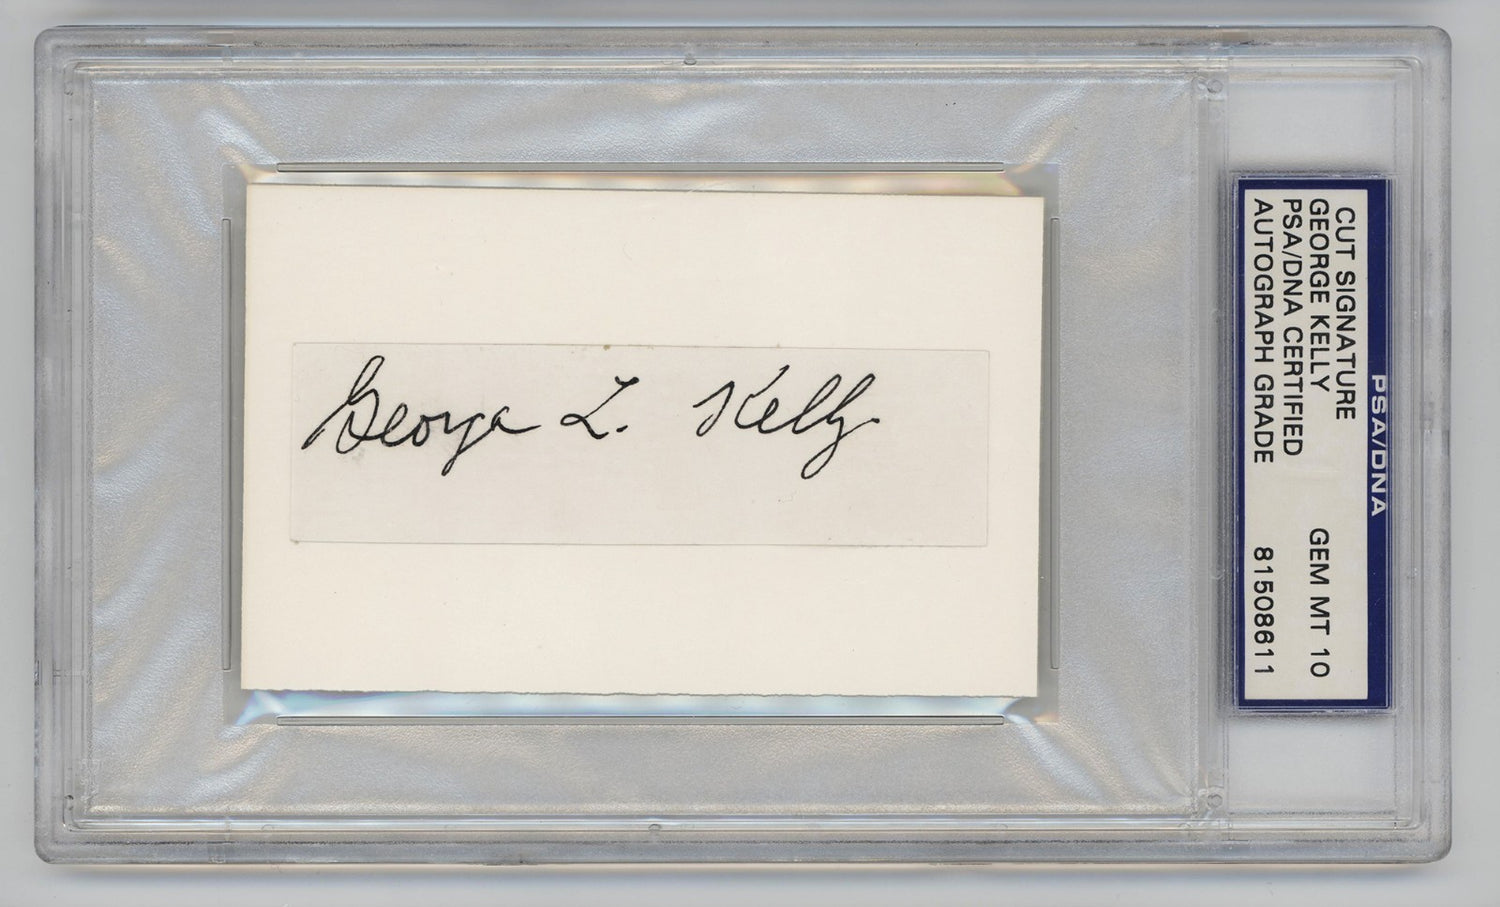 George L. Kelly
PSA/DNA
CUT SIGNATURE
GEORGE KELLY GEM MT 10
PSA/DNA CERTIFIED
AUTOGRAPH GRADE 81508611